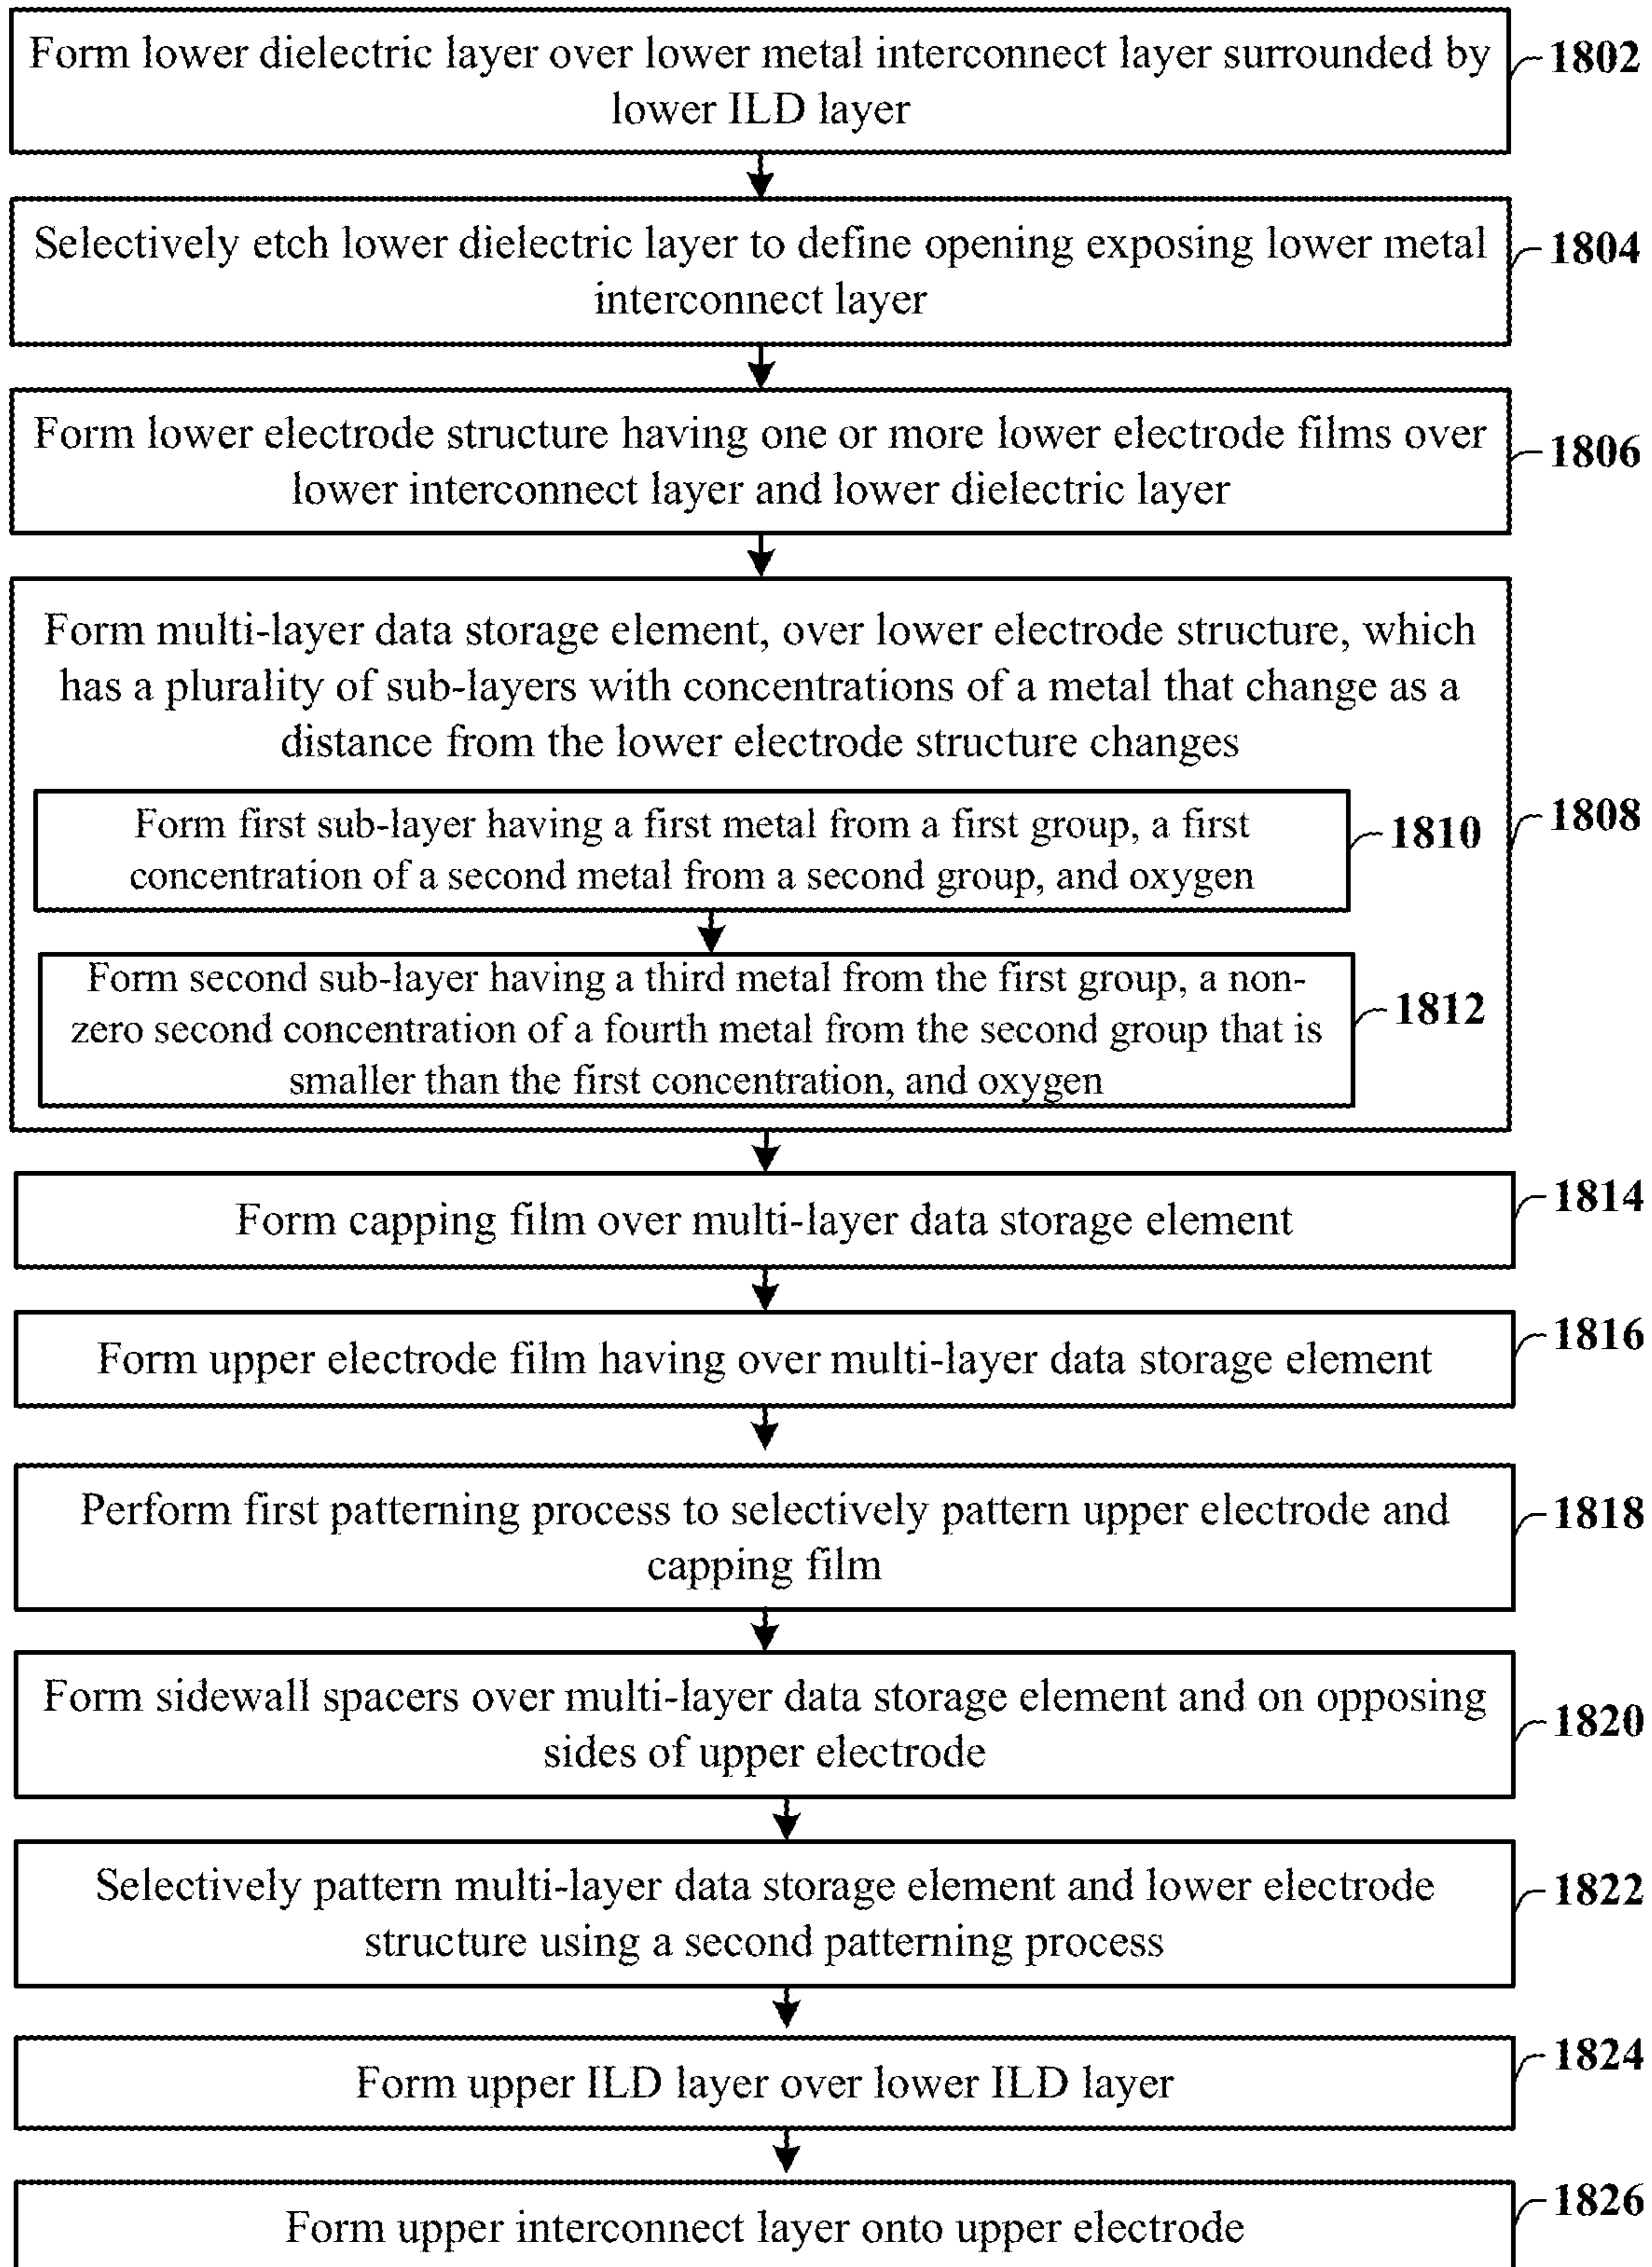 Form lower dielectric layer over lower metal interconnect layer surrounded by
lower ILD layer
1802
Selectively etch lower dielectric layer to define opening exposing lower metal
interconnect layer
1804
Form lower electrode structure having one or more lower electrode films over
lower interconnect layer and lower dielectric layer
1806
Form multi-layer data storage element, over lower electrode structure, which
has a plurality of sub-layers with concentrations of a metal that change as a
distance from the lower electrode structure changes
1808
Form first sub-layer having a first metal from a first group, a first
concentration of a second metal from a second group, and oxygen
1810
Form second sub-layer having a third metal from the first group, a non-
zero second concentration of a fourth metal from the second group that is
smaller than the first concentration, and oxygen
1812
Form capping film over multi-layer data storage element
1814
Form upper electrode film having over multi-layer data storage element
1816
Perform first patterning process to selectively pattern upper electrode and
capping film
1818
Form sidewall spacers over multi-layer data storage element and on opposing
sides of upper electrode
1820
Selectively pattern multi-layer data storage element and lower electrode
structure using a second patterning process
1822
Form upper ILD layer over lower ILD layer
1824
Form upper interconnect layer onto upper electrode
1826